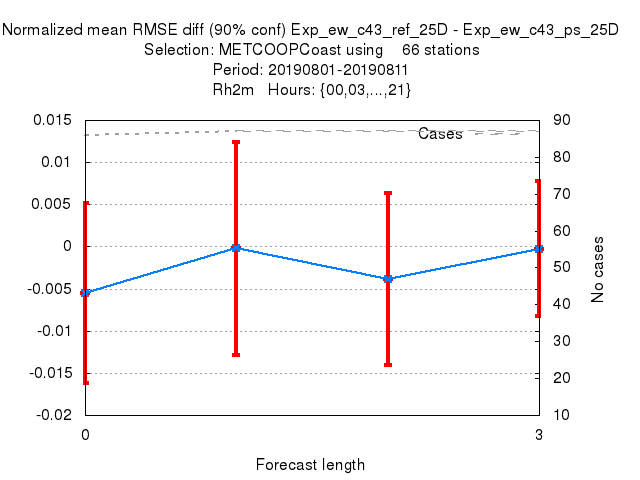 Normalized mean RMSE diff (90% conf) Exp_ew_c43_ref_25D - Exp_ew_c43_ps_25D
Selection: METCOOPCoast using    66 stations
Period: 20190801-20190811
Rh2m   Hours: {00,03,...,21}
0.015
0.01
0.005
0
-0.005
-0.01
-0.015
-0.02
Cases
90
80
70
60
50
40
30
20
10
No cases
0
3
Forecast length